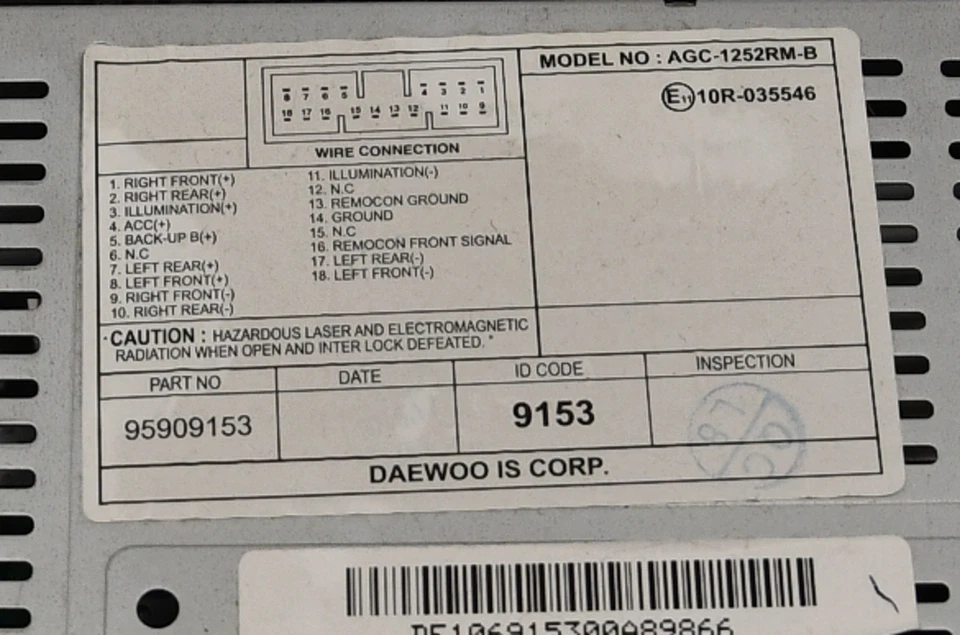 MODEL NO : AGC-1252RM-B
E11 10R-035546
8 7 6 5 4 3 2 1
18 17 16 15 14 13 12 11 10 9
WIRE CONNECTION
1. RIGHT FRONT(+)
2. RIGHT REAR(+)
3. ILLUMINATION(+)
4. ACC(+)
5. BACK-UP B(+)
6. N.C
7. LEFT REAR(+)
8. LEFT FRONT(+)
9. RIGHT FRONT(-)
10. RIGHT REAR(-)
11. ILLUMINATION(-)
12. N.C
13. REMOCON GROUND
14. GROUND
15. N.C
16. REMOCON FRONT SIGNAL
17. LEFT REAR(-)
18. LEFT FRONT(-)
CAUTION : HAZARDOUS LASER AND ELECTROMAGNETIC
RADIATION WHEN OPEN AND INTER LOCK DEFEATED.
PART NO DATE ID CODE INSPECTION
95909153 9153
DAEWOO IS CORP.